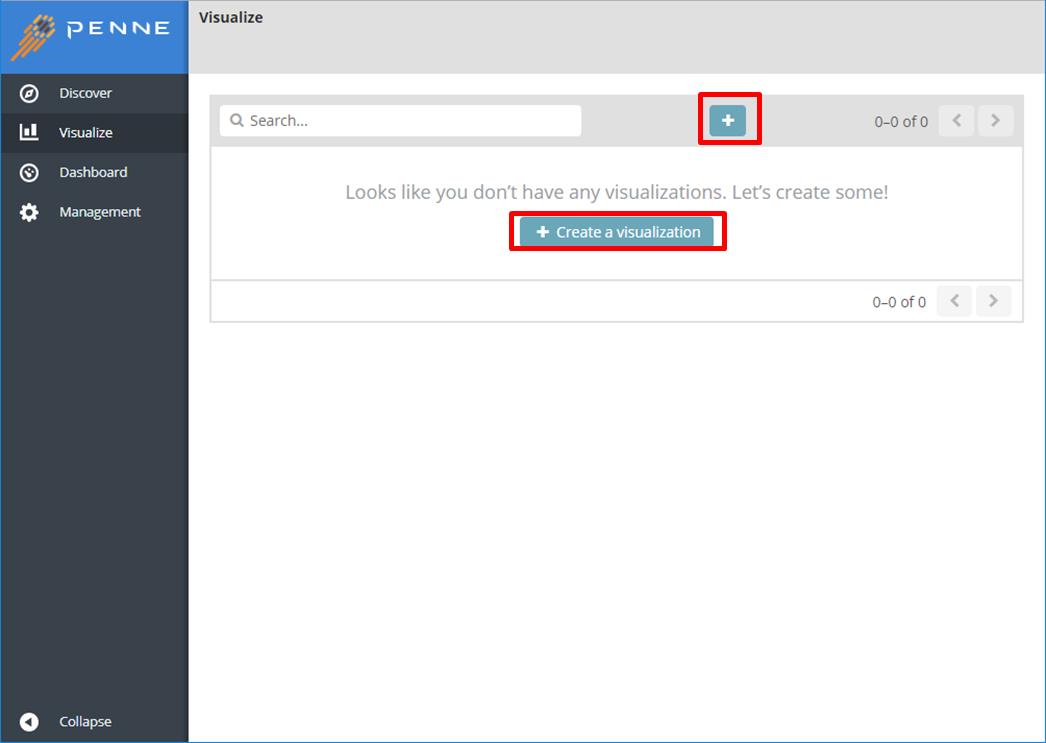 PENNE
Visualize
Discover
Visualize
Dashboard
Management
Search...
0–0 of 0
Looks like you don’t have any visualizations. Let’s create some!
Create a visualization
0–0 of 0
Collapse